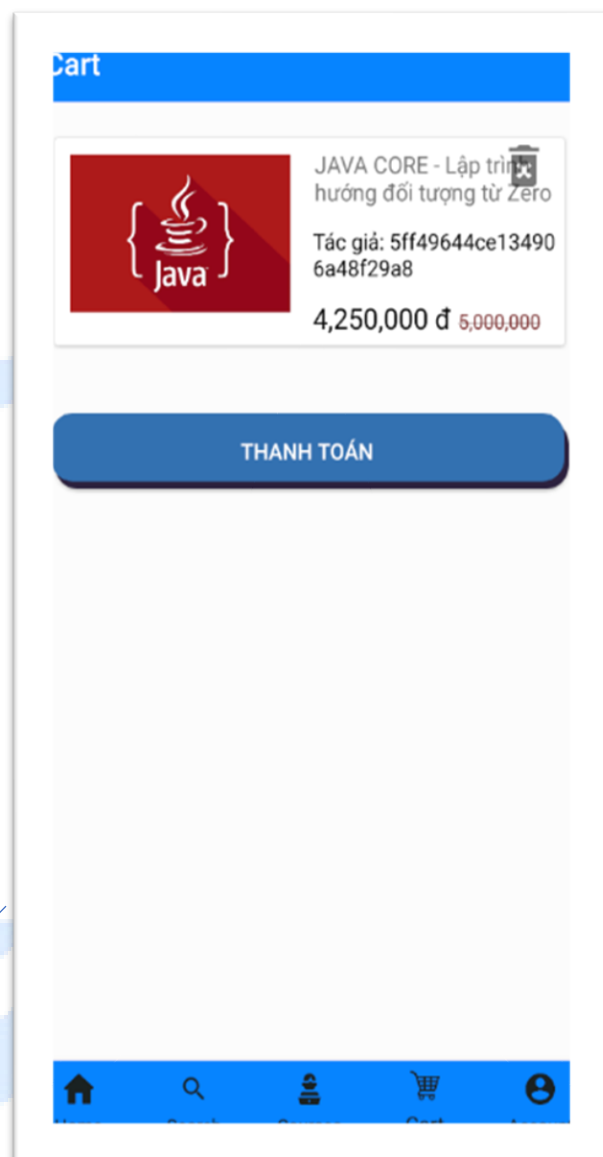 Cart
JAVA CORE - Lập trình
hướng đối tượng từ Zero
Java
Tác giả: 5ff49644ce13490
6a48f29a8
4,250,000 đ 5,000,000
THANH TOÁN
Cart